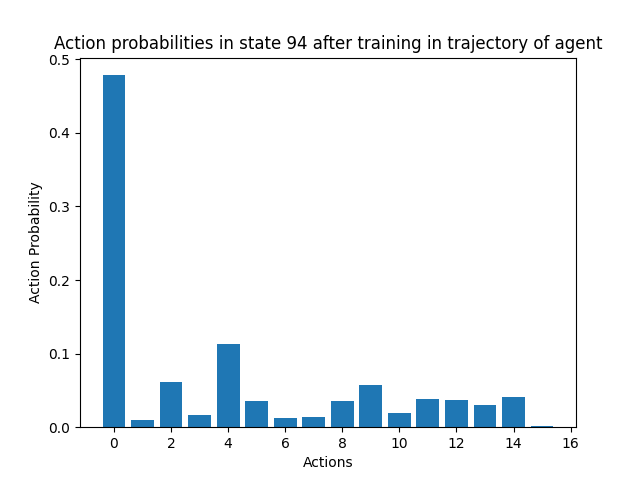 Action probabilities in state 94 after training in trajectory of agent
0.5
0.4
0.3
0.2
0.1
0.0
Action Probability
0 2 4 6 8 10 12 14 16
Actions